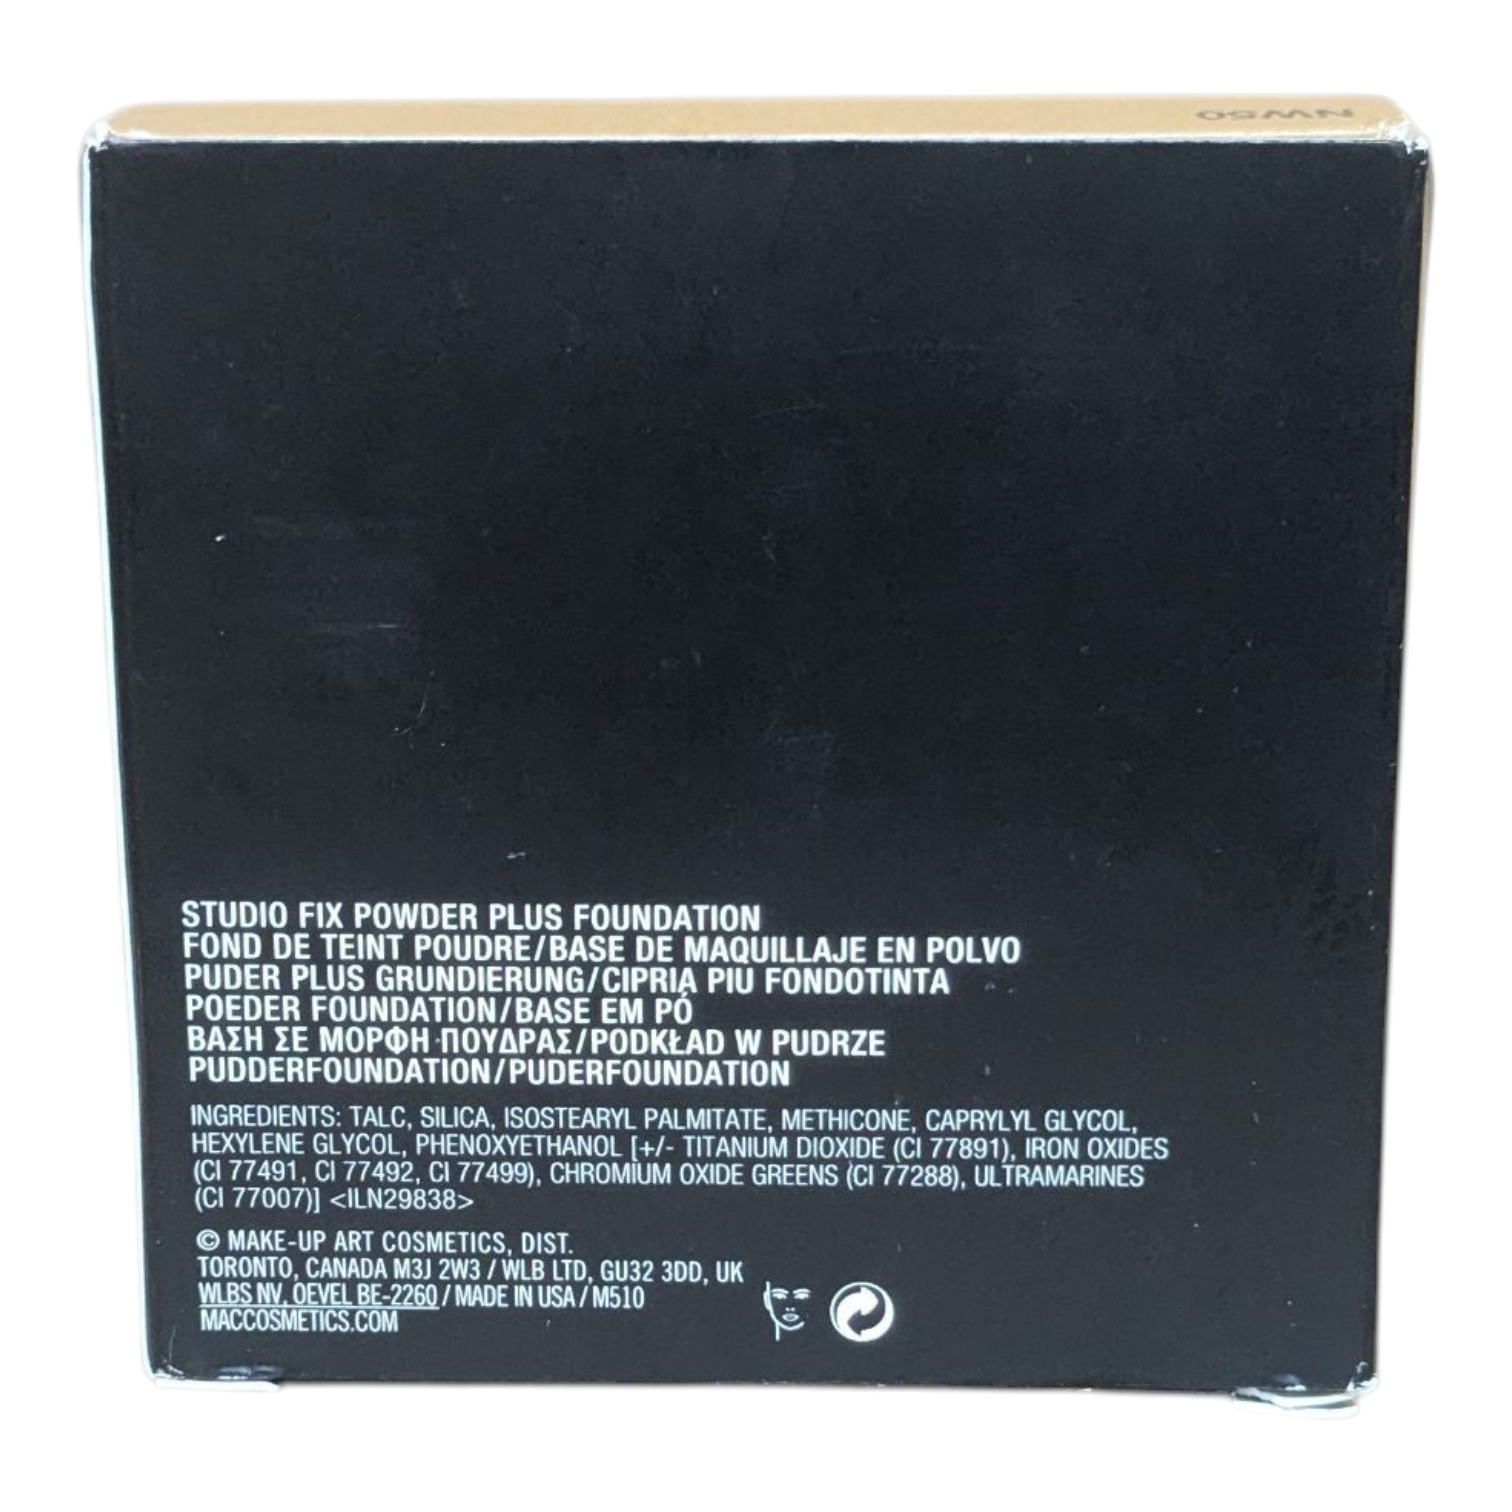 NW50
STUDIO FIX POWDER PLUS FOUNDATION
FOND DE TEINT POUDRE/BASE DE MAQUILLAJE EN POLVO
PUDER PLUS GRUNDIERUNG/CIPRIA PIU FONDOTINTA
POEDER FOUNDATION/BASE EM PÓ
ΒΑΣΗ ΣΕ ΜΟΡΦΗ ΠΟΥΔΡΑΣ/PODKŁAD W PUDRZE
PUDDERFOUNDATION/PUDERFOUNDATION
INGREDIENTS: TALC, SILICA, ISOSTEARYL PALMITATE, METHICONE, CAPRYLYL GLYCOL,
HEXYLENE GLYCOL, PHENOXYETHANOL [+/- TITANIUM DIOXIDE (CI 77891), IRON OXIDES
(CI 77491, CI 77492, CI 77499), CHROMIUM OXIDE GREENS (CI 77288), ULTRAMARINES
(CI 77007)] <ILN29838>
© MAKE-UP ART COSMETICS, DIST.
TORONTO, CANADA M3J 2W3 / WLB LTD, GU32 3DD, UK
WLBS NV, OEVEL BE-2260 / MADE IN USA / M510
MACCOSMETICS.COM